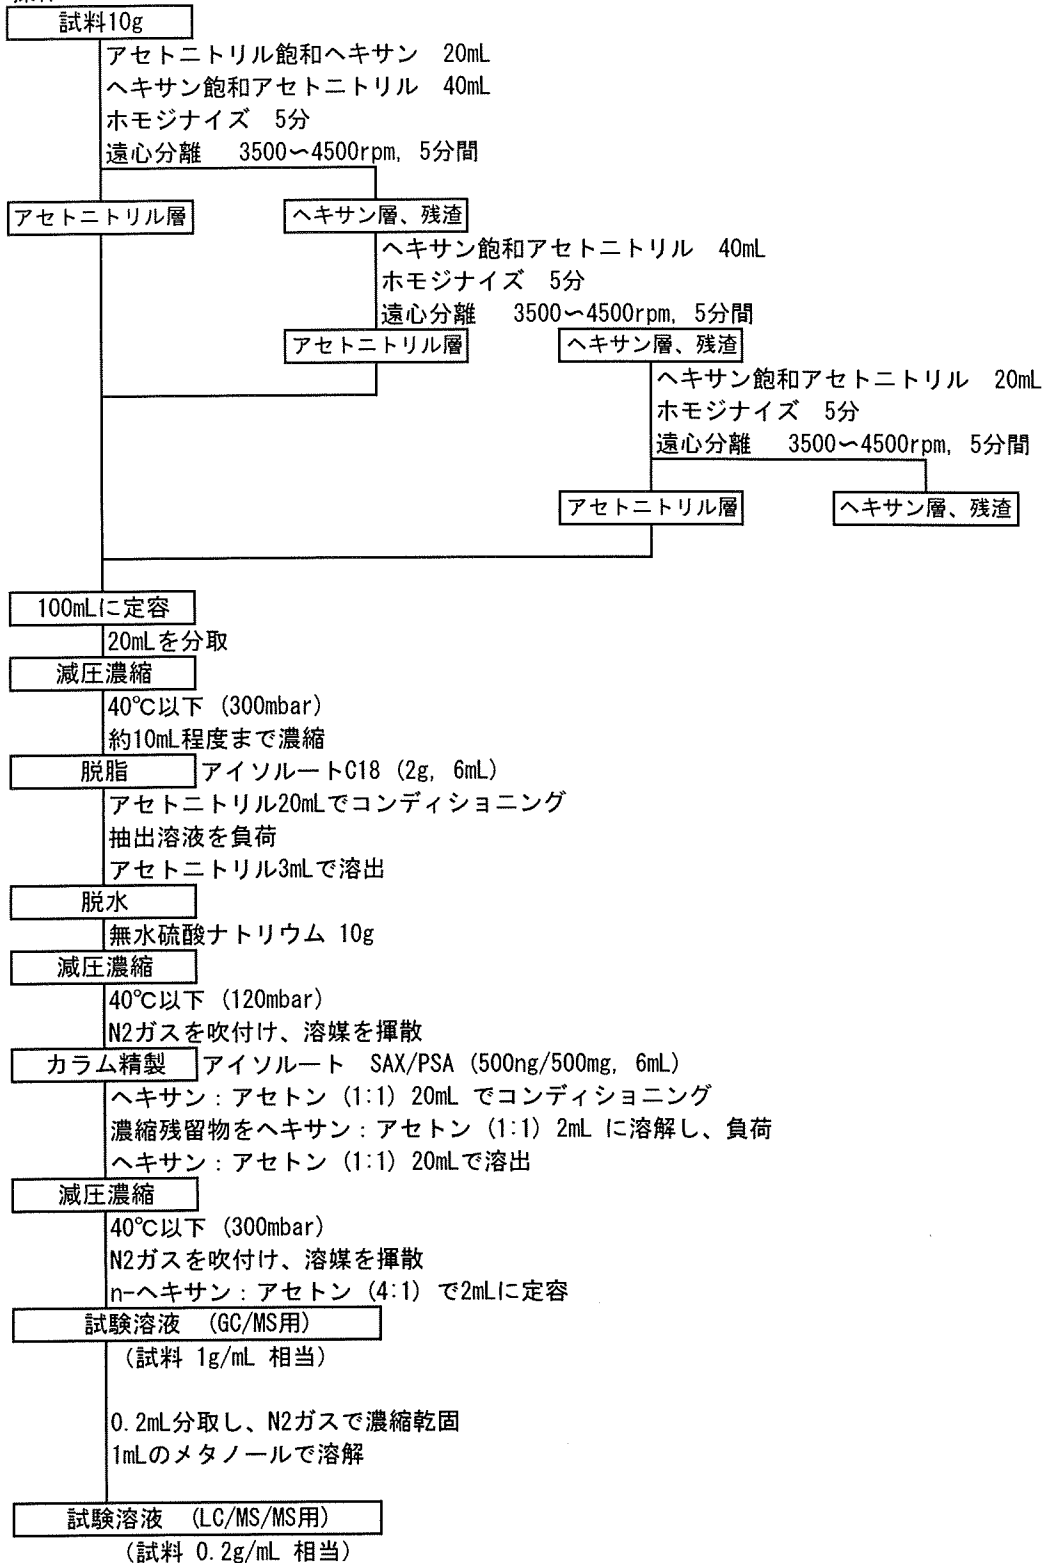 試料10g
アセトニトリル飽和ヘキサン 20mL
ヘキサン飽和アセトニトリル 40mL
ホモジナイズ 5分
遠心分離 3500〜4500rpm, 5分間
アセトニトリル層
ヘキサン層、残渣
ヘキサン飽和アセトニトリル 40mL
ホモジナイズ 5分
遠心分離 3500〜4500rpm, 5分間
アセトニトリル層
ヘキサン層、残渣
ヘキサン飽和アセトニトリル 20mL
ホモジナイズ 5分
遠心分離 3500〜4500rpm, 5分間
アセトニトリル層
ヘキサン層、残渣
100mLに定容
20mLを分取
減圧濃縮
40℃以下 (300mbar)
約10mL程度まで濃縮
脱脂 アイソルートC18 (2g, 6mL)
アセトニトリル20mLでコンディショニング
抽出溶液を負荷
アセトニトリル3mLで溶出
脱水
無水硫酸ナトリウム 10g
減圧濃縮
40℃以下 (120mbar)
N2ガスを吹付け、溶媒を揮散
カラム精製 アイソルート SAX/PSA (500ng/500mg, 6mL)
ヘキサン：アセトン (1:1) 20mL でコンディショニング
濃縮残留物をヘキサン：アセトン (1:1) 2mL に溶解し、負荷
ヘキサン：アセトン (1:1) 20mLで溶出
減圧濃縮
40℃以下 (300mbar)
N2ガスを吹付け、溶媒を揮散
n-ヘキサン：アセトン (4:1) で2mLに定容
試験溶液 (GC/MS用)
(試料 1g/mL 相当)
0.2mL分取し、N2ガスで濃縮乾固
1mLのメタノールで溶解
試験溶液 (LC/MS/MS用)
(試料 0.2g/mL 相当)